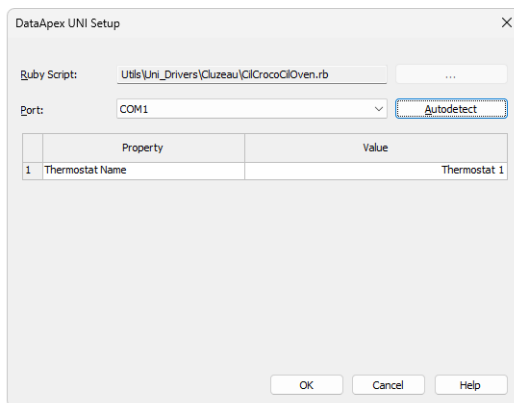 DataApex UNI Setup
Ruby Script: Utils\Uni_Drivers\Cluzeau\CilCrocoCilOven.rb ...
Port: COM1 Autodetect
Property Value
1 Thermostat Name Thermostat 1
OK Cancel Help